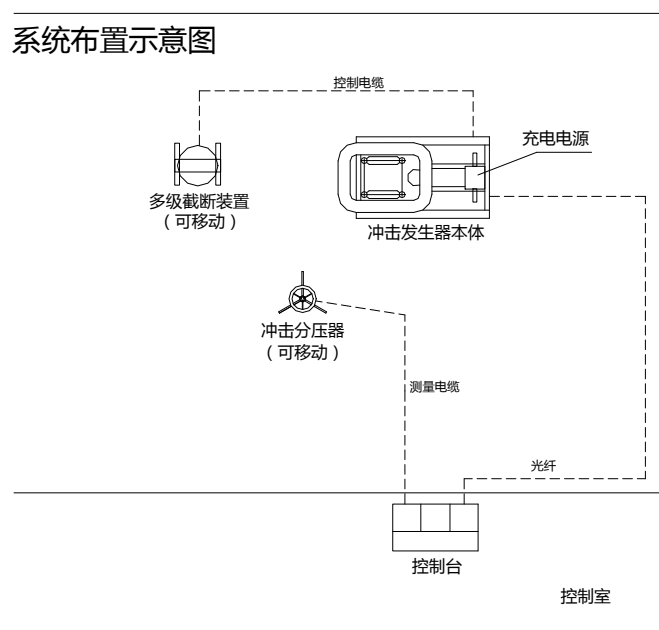 系统布置示意图
控制电缆
充电电源
多级截断装置
（可移动）
冲击发生器本体
冲击分压器
（可移动）
测量电缆
光纤
控制台
控制室